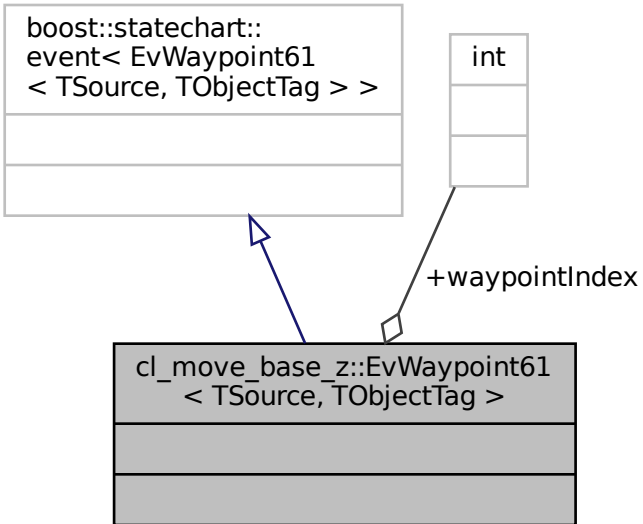 boost::statechart::
event< EvWaypoint61
< TSource, TObjectTag > >
int
+waypointIndex
cl_move_base_z::EvWaypoint61
< TSource, TObjectTag >